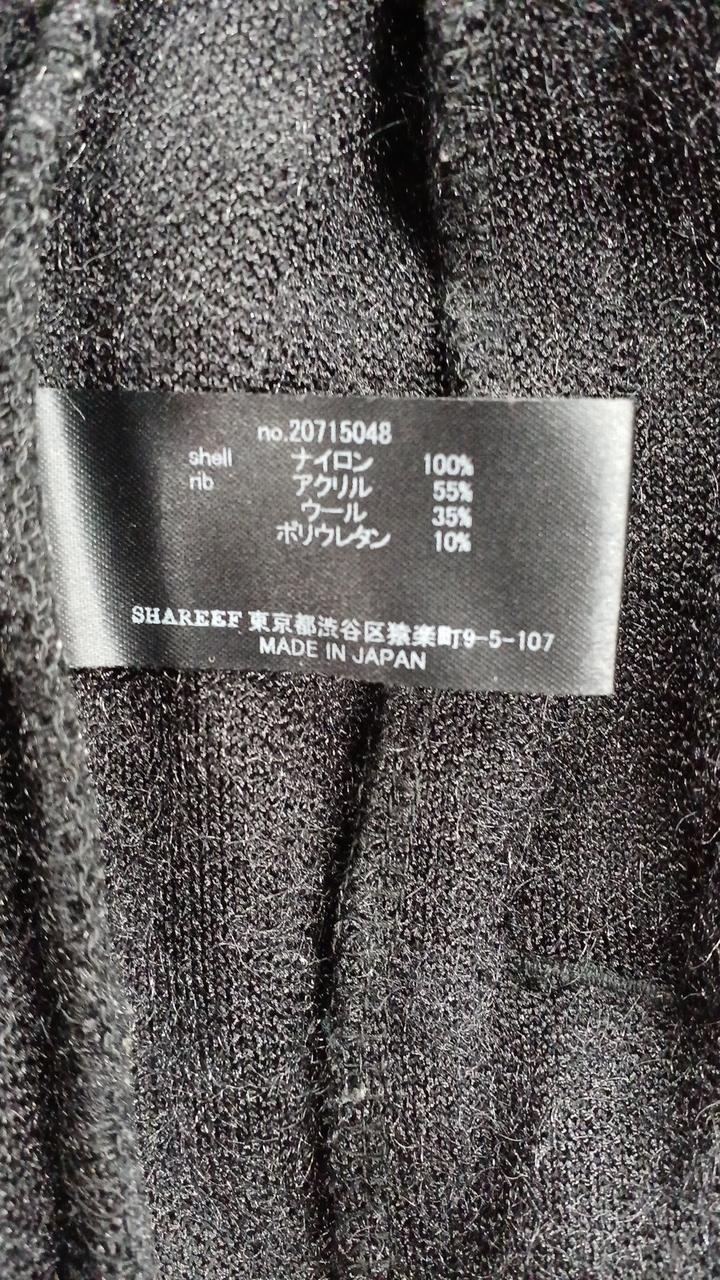 no.20715048
shell ナイロン 100%
rib アクリル 55%
ウール 35%
ポリウレタン 10%
SHAREEF 東京都渋谷区猿楽町9-5-107
MADE IN JAPAN